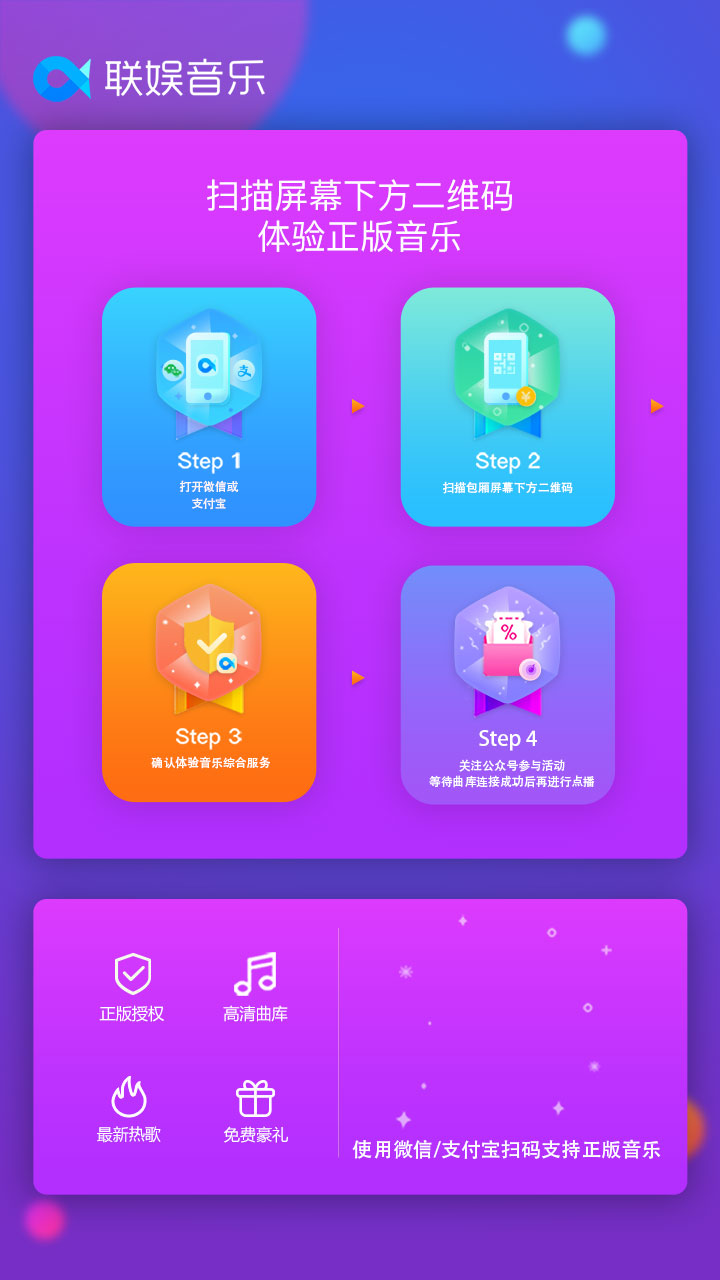 联娱音乐
扫描屏幕下方二维码
体验正版音乐
支
Step 1
打开微信或
支付宝
¥
Step 2
扫描包厢屏幕下方二维码
Step 3
确认体验音乐综合服务
%
Step 4
关注公众号参与活动
等待曲库连接成功后再进行点播
正版授权
高清曲库
最新热歌
免费豪礼
使用微信/支付宝扫码支持正版音乐